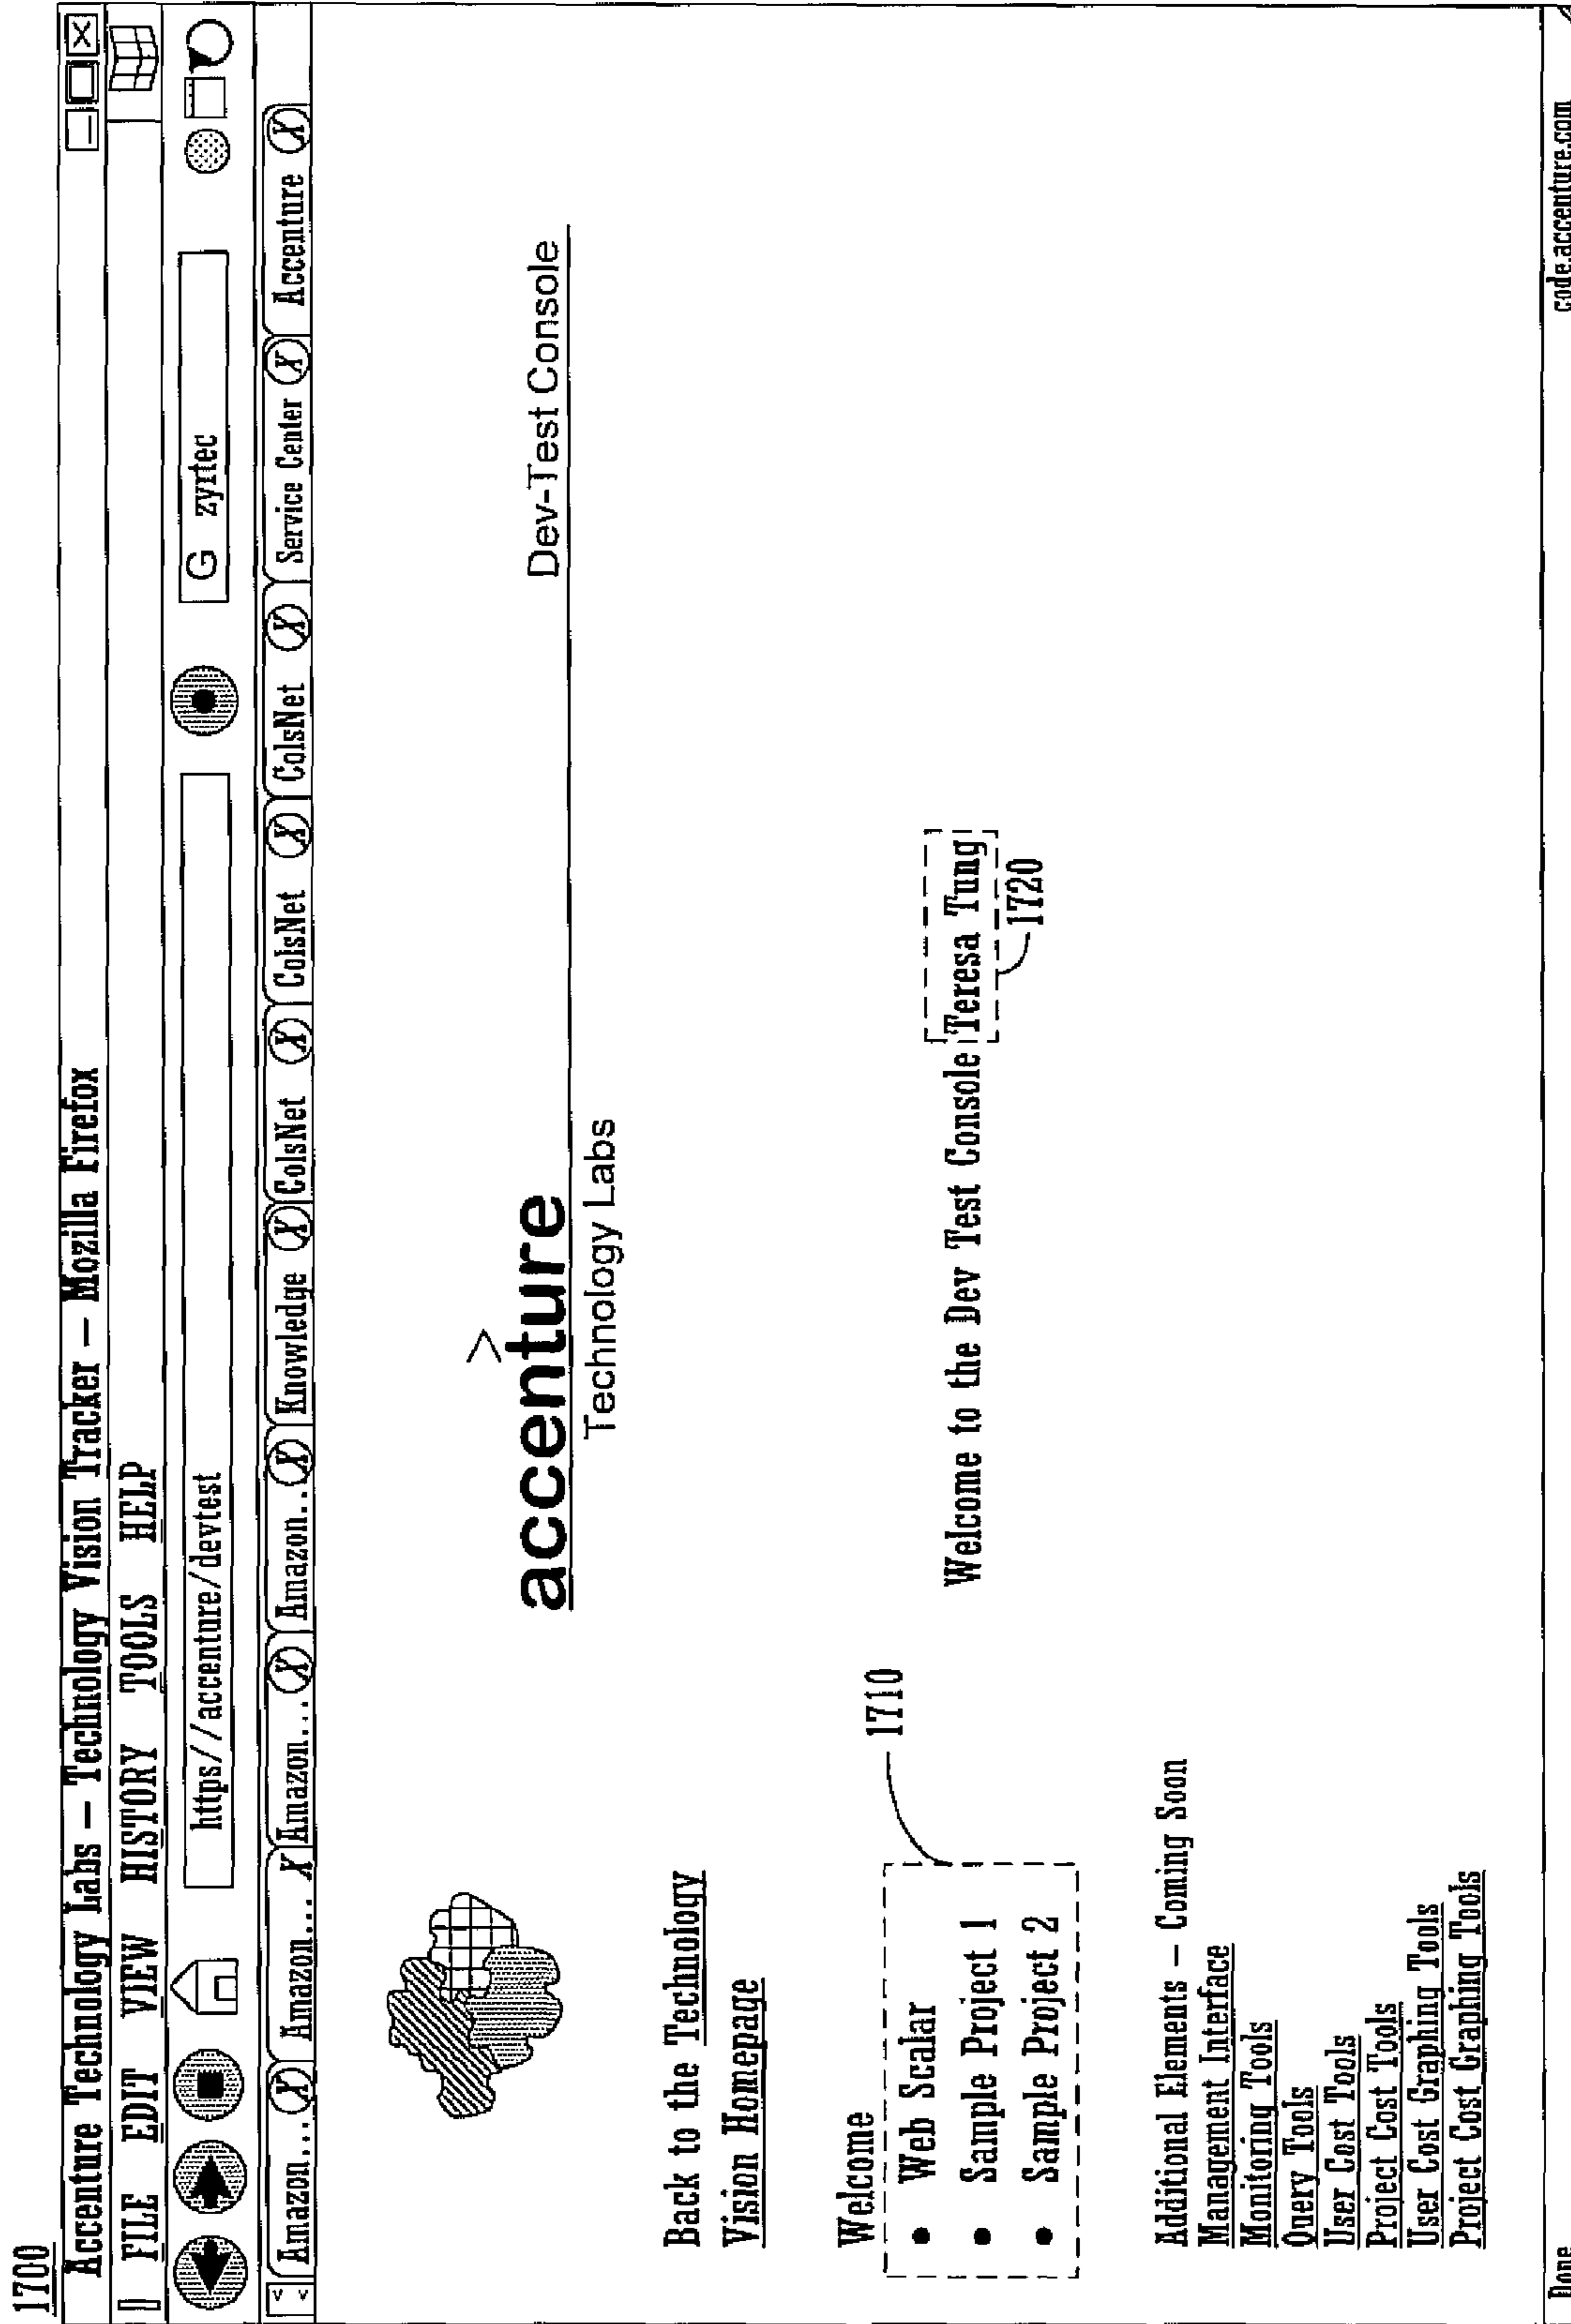 1700
Accenture Technology Labs – Technology Vision Tracker – Mozilla Firefox
FILE EDIT VIEW HISTORY TOOLS HELP
https//accenture/devtest G zyrtec
Amazon... X Amazon... X Amazon... X Amazon.. X Knowledge X ColsNet X ColsNet X ColsNet X Service Center X Accenture X
accenture
Dev-Test Console
Technology Labs
Back to the Technology
Vision Homepage
Welcome
1710
• Web Scalar
• Sample Project 1
• Sample Project 2
Welcome to the Dev Test Console Teresa Tung
1720
Additional Elements – Coming Soon
Management Interface
Monitoring Tools
Query Tools
User Cost Tools
Project Cost Tools
User Cost Graphing Tools
Project Cost Graphing Tools
Done code.accenture.com